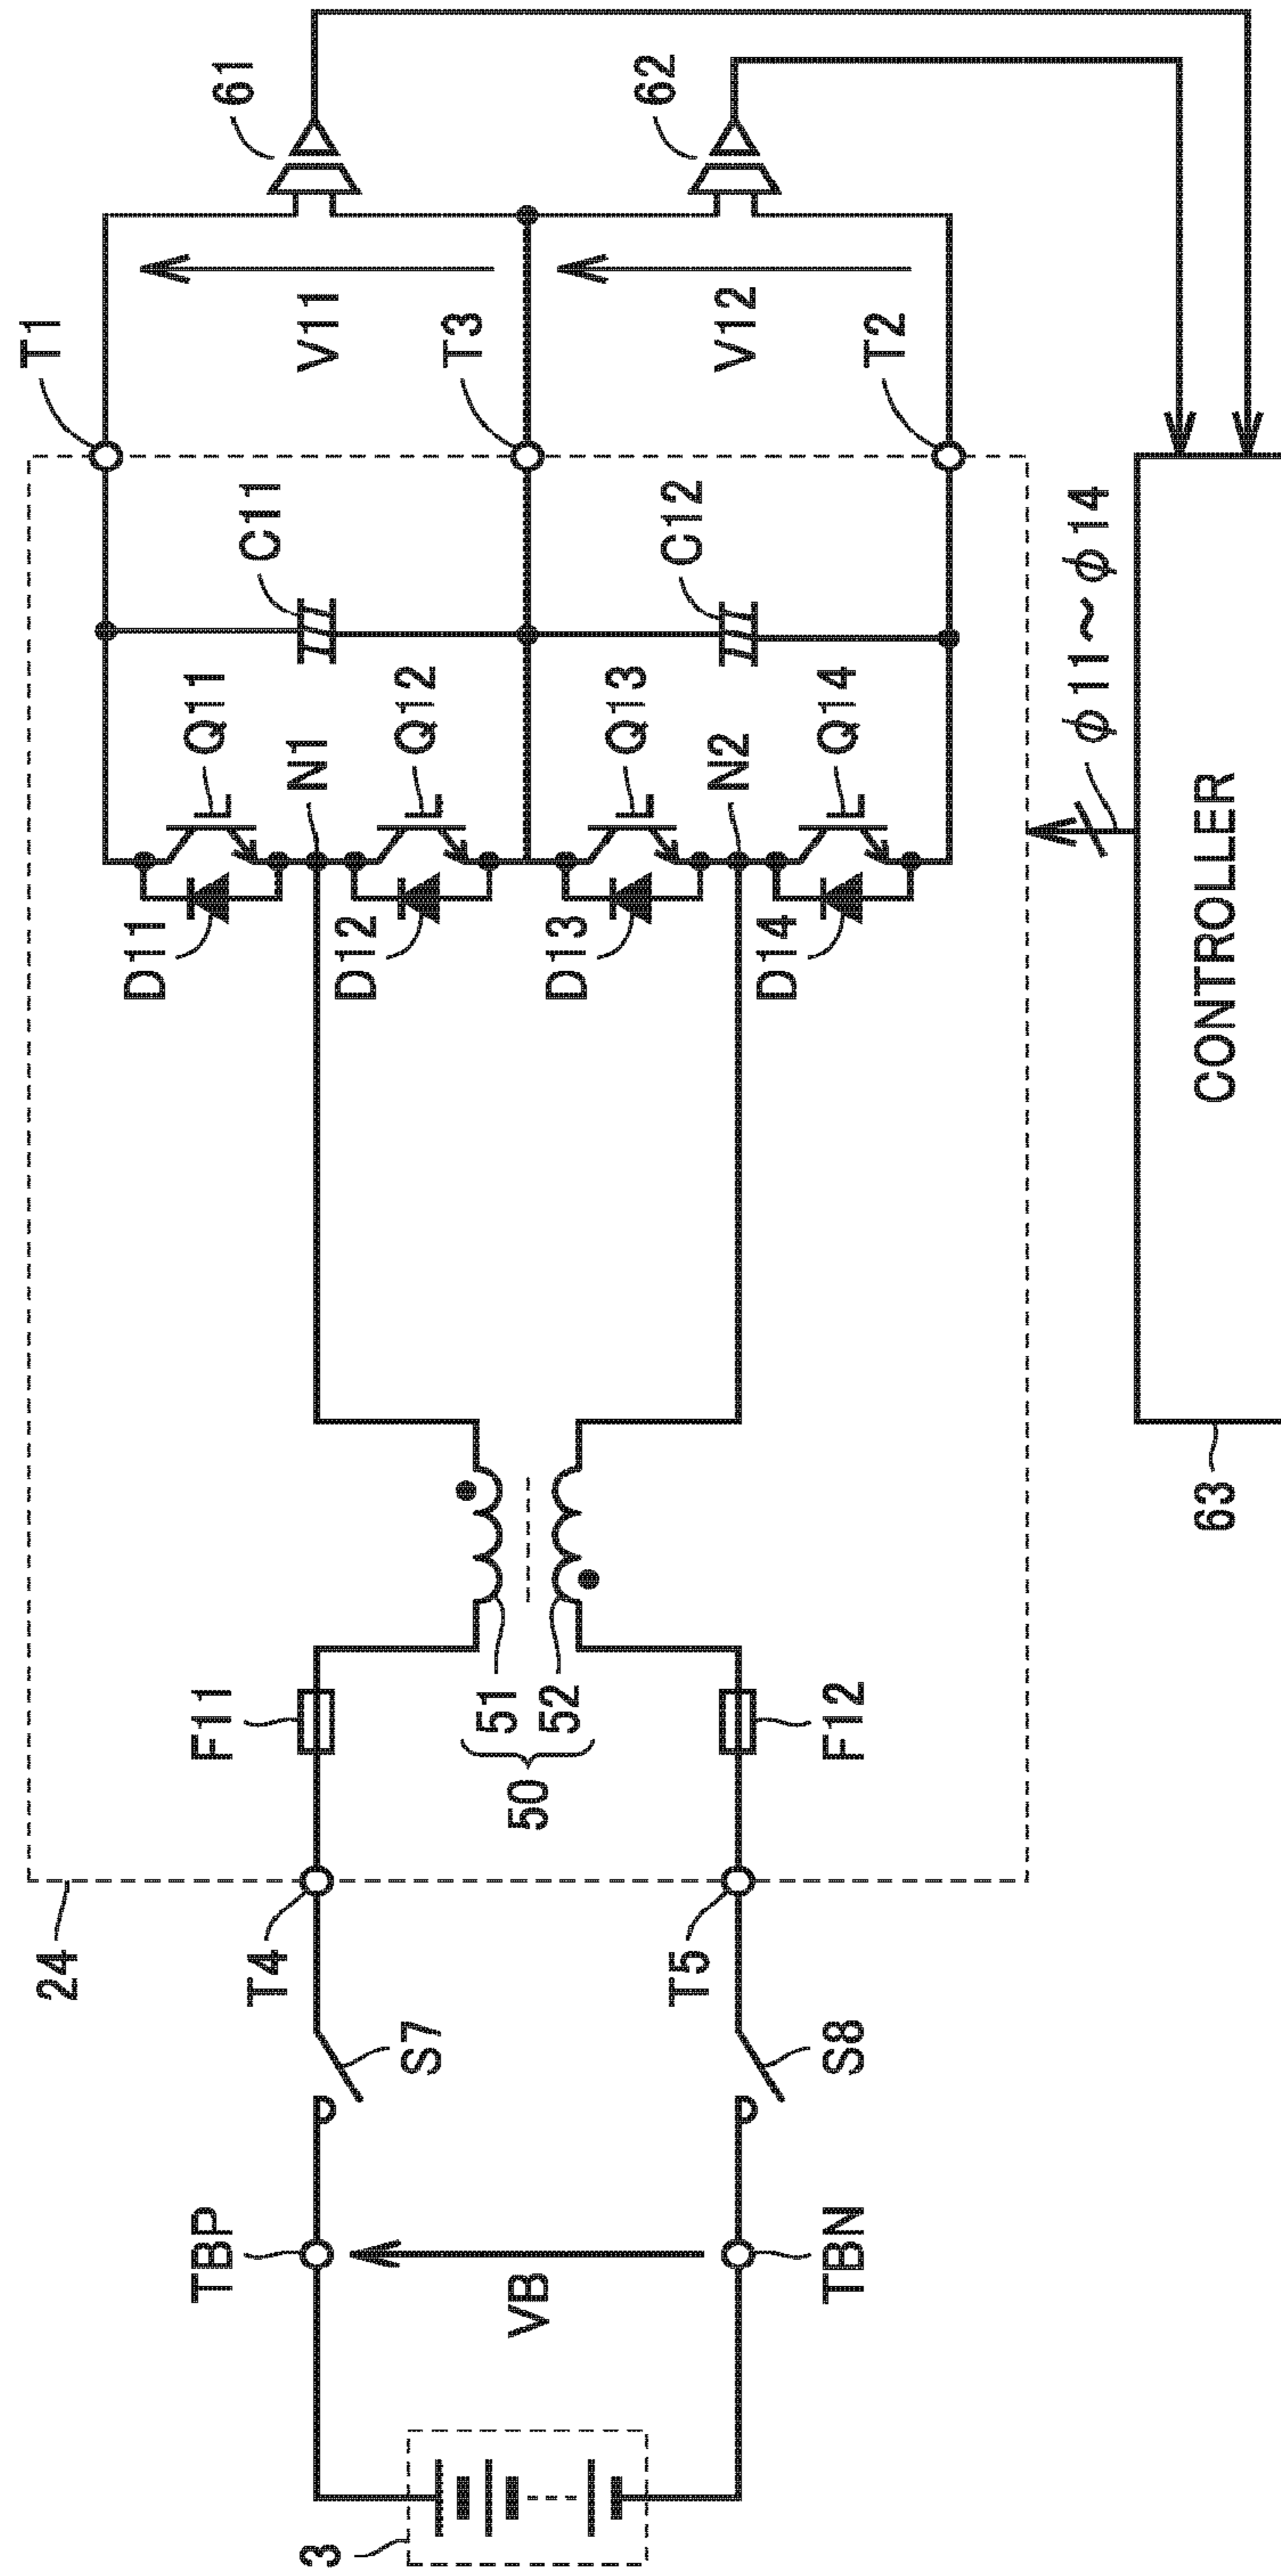 24
T1
61
D11
Q11
C11
V11
3
TBP
S7
T4
F11
N1
D12
Q12
T3
62
VB
50
51
52
D13
Q13
C12
V12
TBN
S8
T5
F12
N2
D14
Q14
T2
φ11~φ14
63
CONTROLLER